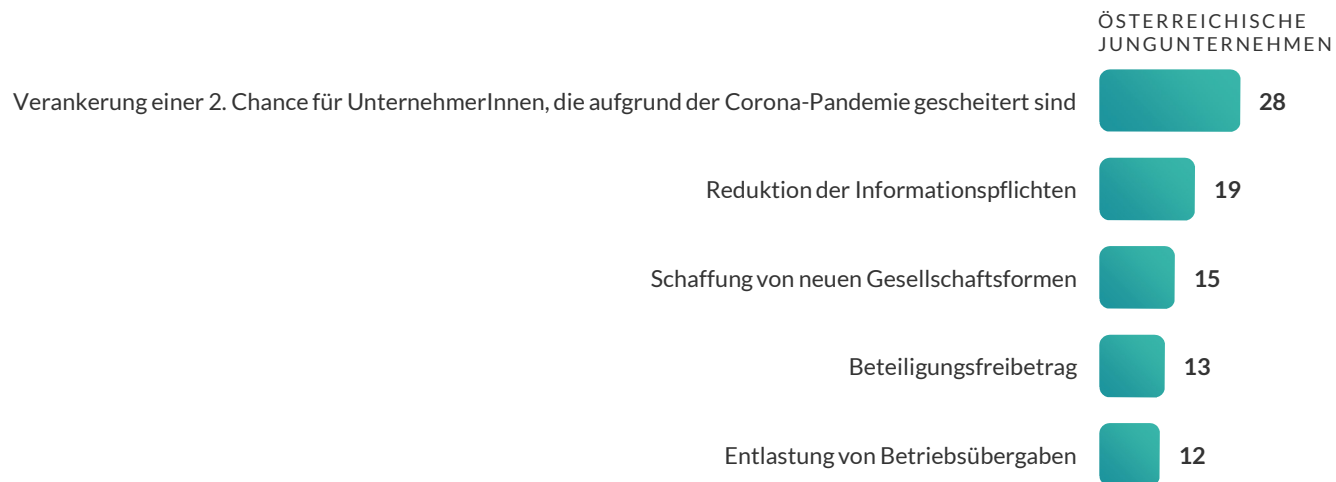 ÖSTERREICHISCHE
JUNGUNTERNEHMEN
Verankerung einer 2. Chance für UnternehmerInnen, die aufgrund der Corona-Pandemie gescheitert sind 28
Reduktion der Informationspflichten 19
Schaffung von neuen Gesellschaftsformen 15
Beteiligungsfreibetrag 13
Entlastung von Betriebsübergaben 12